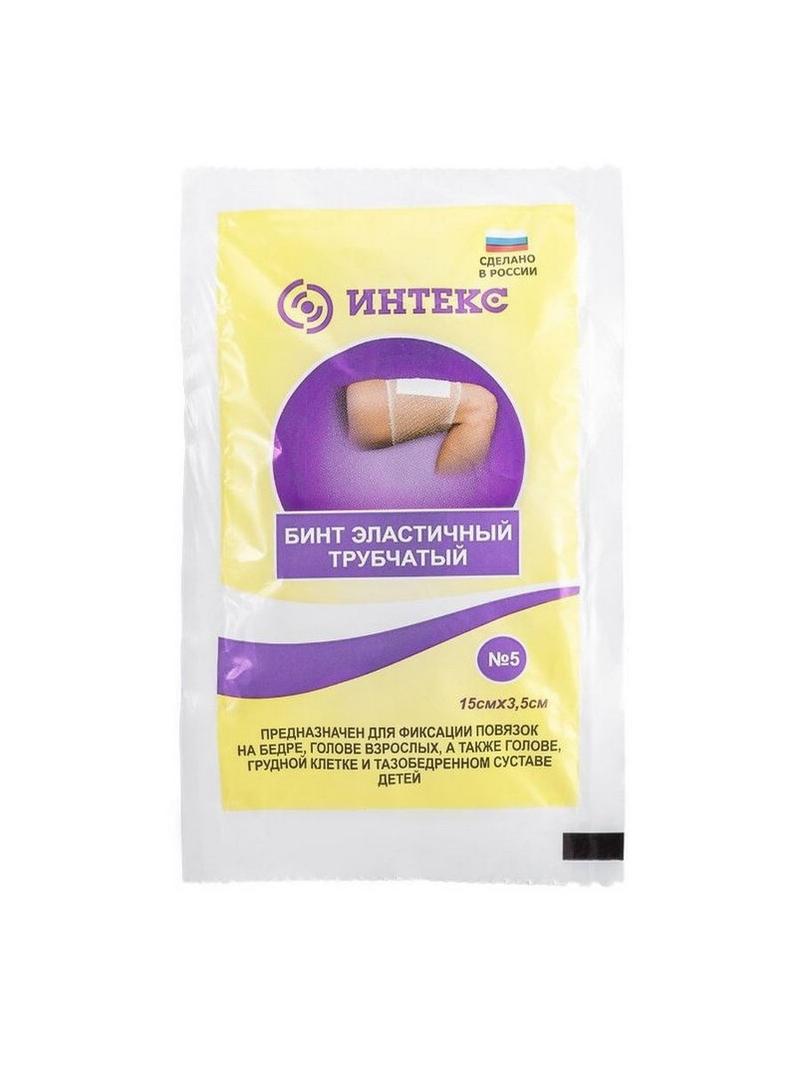 СДЕЛАНО
В РОССИИ
ИНТЕКС
БИНТ ЭЛАСТИЧНЫЙ
ТРУБЧАТЫЙ
№5
15смх3,5см
ПРЕДНАЗНАЧЕН ДЛЯ ФИКСАЦИИ ПОВЯЗОК
НА БЕДРЕ, ГОЛОВЕ ВЗРОСЛЫХ, А ТАКЖЕ ГОЛОВЕ,
ГРУДНОЙ КЛЕТКЕ И ТАЗОБЕДРЕННОМ СУСТАВЕ
ДЕТЕЙ